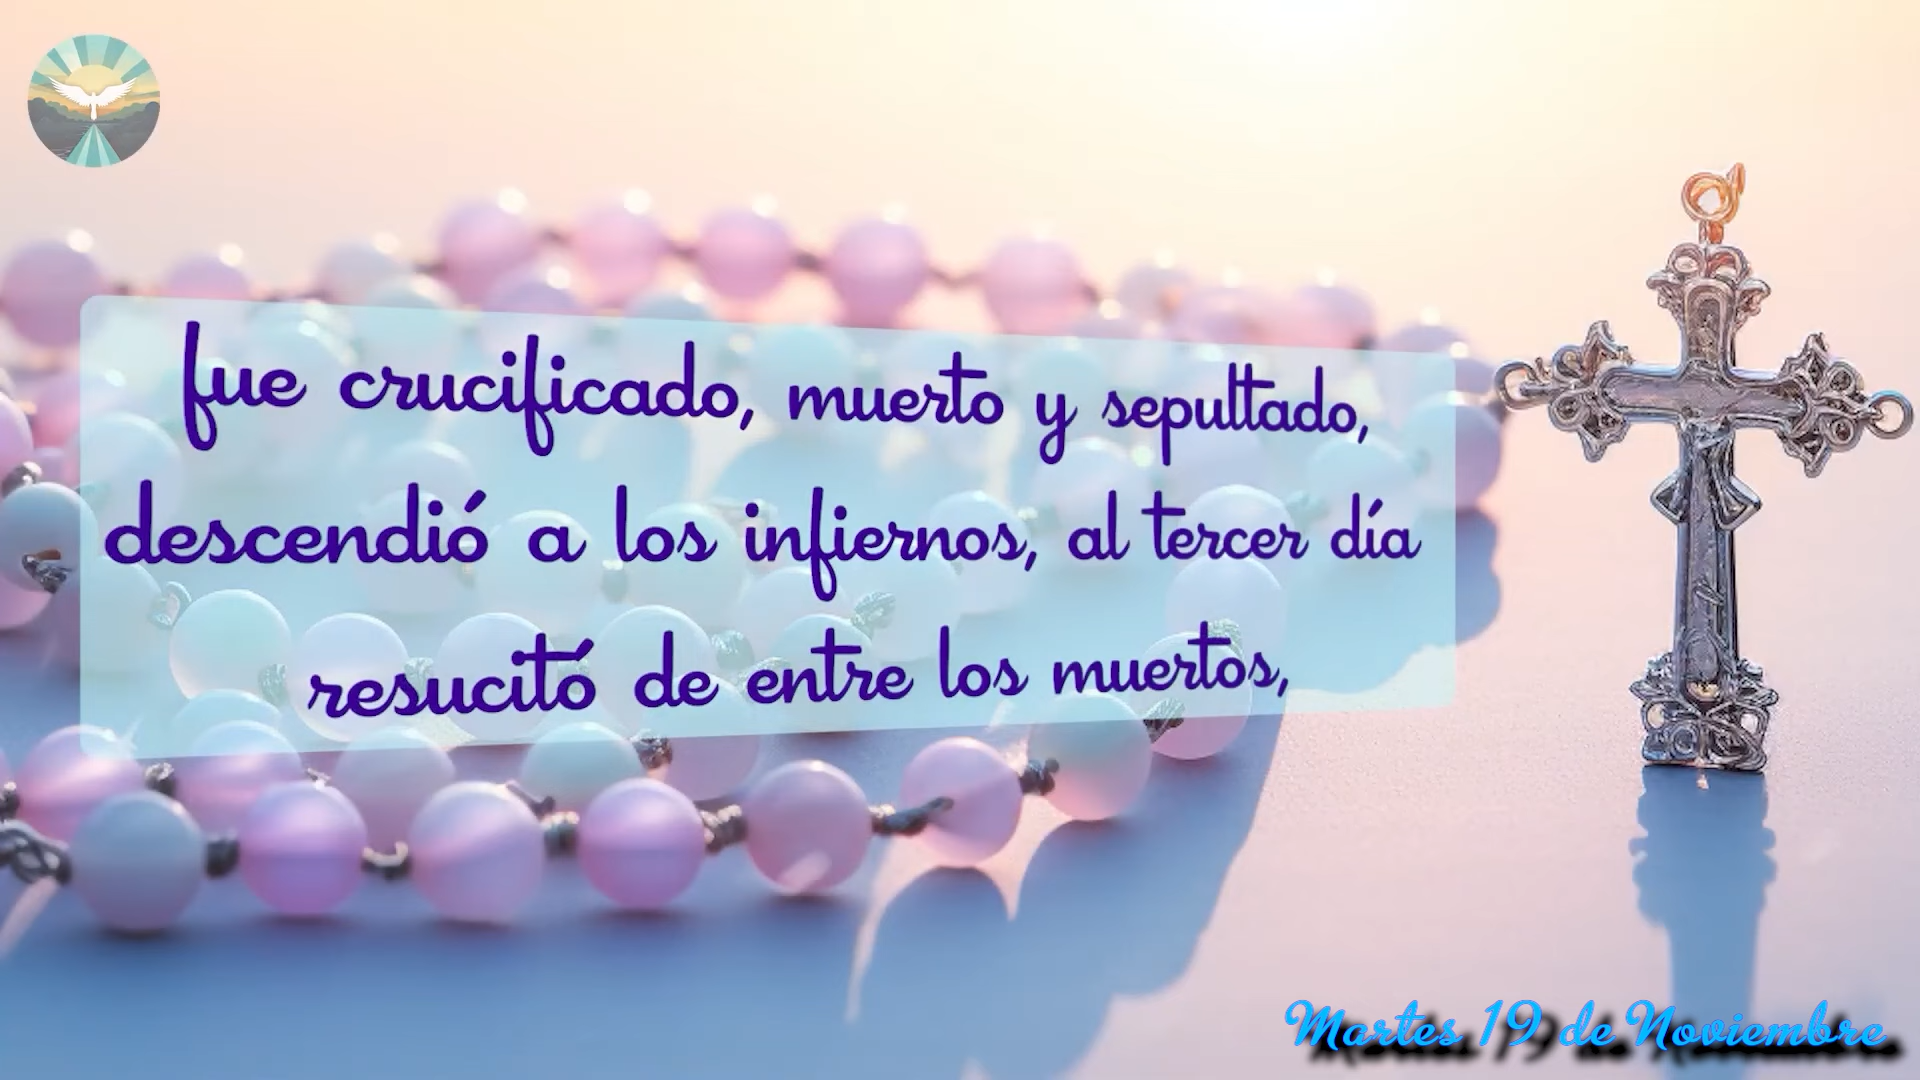 fue crucificado, muerto y sepultado,
descendió a los infiernos, al tercer día
resucitó de entre los muertos,
Martes 19 de Noviembre